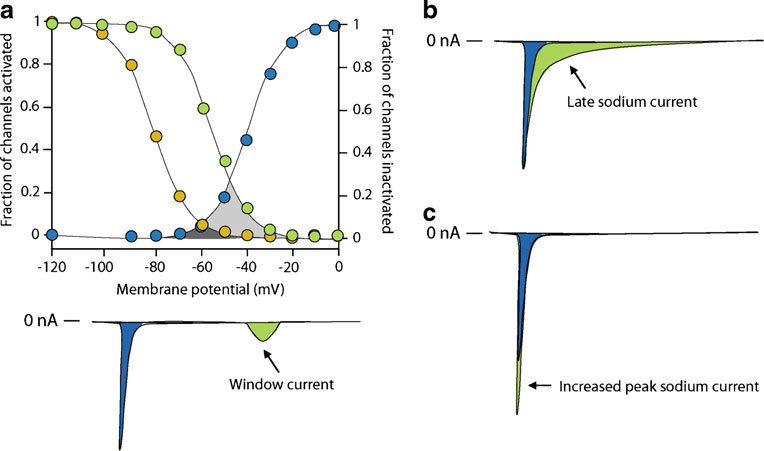 a
Fraction of channels activated
1
0.8
0.6
0.4
0.2
0
1
0.8
0.6
0.4
0.2
0
Fraction of channels inactivated
-120 -100 -80 -60 -40 -20 0
Membrane potential (mV)
0 nA
Window current
b
0 nA
Late sodium current
c
0 nA
Increased peak sodium current